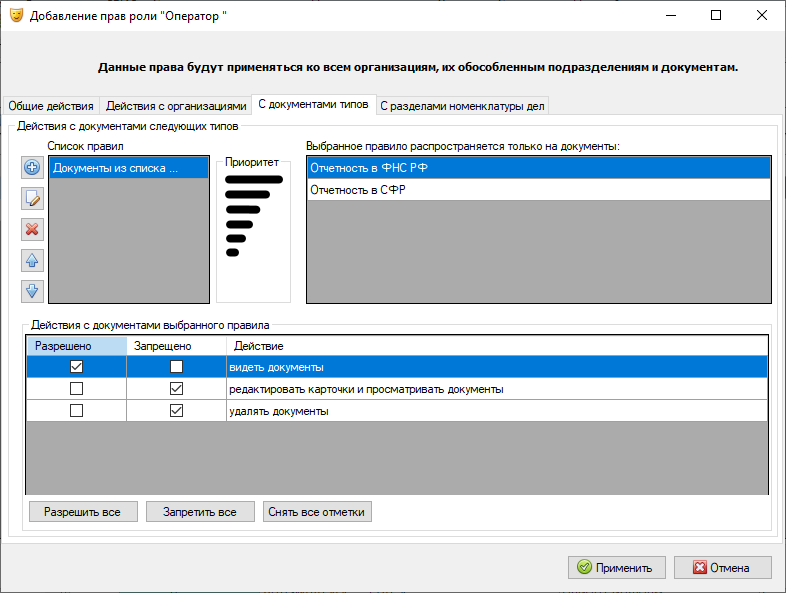 Добавление прав роли "Оператор "
Данные права будут применяться ко всем организациям, их обособленным подразделениям и документам.
Общие действия
Действия с организациями
С документами типов
С разделами номенклатуры дел
Действия с документами следующих типов
Список правил
Выбранное правило распространяется только на документы:
Документы из списка ...
Приоритет
Отчетность в ФНС РФ
Отчетность в СФР
Действия с документами выбранного правила
Разрешено Запрещено Действие
видеть документы
редактировать карточки и просматривать документы
удалять документы
Разрешить все
Запретить все
Снять все отметки
Применить
Отмена